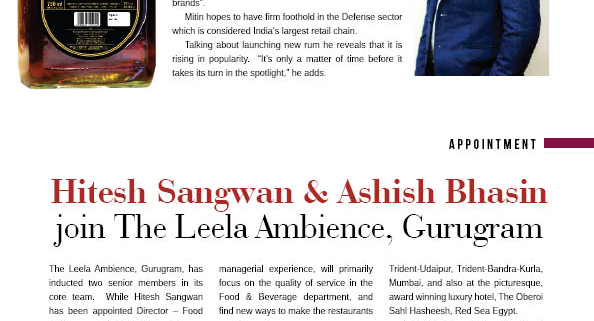 750 ml
brands”.
Mitin hopes to have firm foothold in the Defense sector
which is considered India’s largest retail chain.
Talking about launching new rum he reveals that it is
rising in popularity. “It’s only a matter of time before it
takes its turn in the spotlight,” he adds.
APPOINTMENT
Hitesh Sangwan & Ashish Bhasin
join The Leela Ambience, Gurugram
The Leela Ambience, Gurugram, has
inducted two senior members in its
core team. While Hitesh Sangwan
has been appointed Director – Food
managerial experience, will primarily
focus on the quality of service in the
Food & Beverage department, and
find new ways to make the restaurants
Trident-Udaipur, Trident-Bandra-Kurla,
Mumbai, and also at the picturesque,
award winning luxury hotel, The Oberoi
Sahl Hasheesh, Red Sea Egypt.